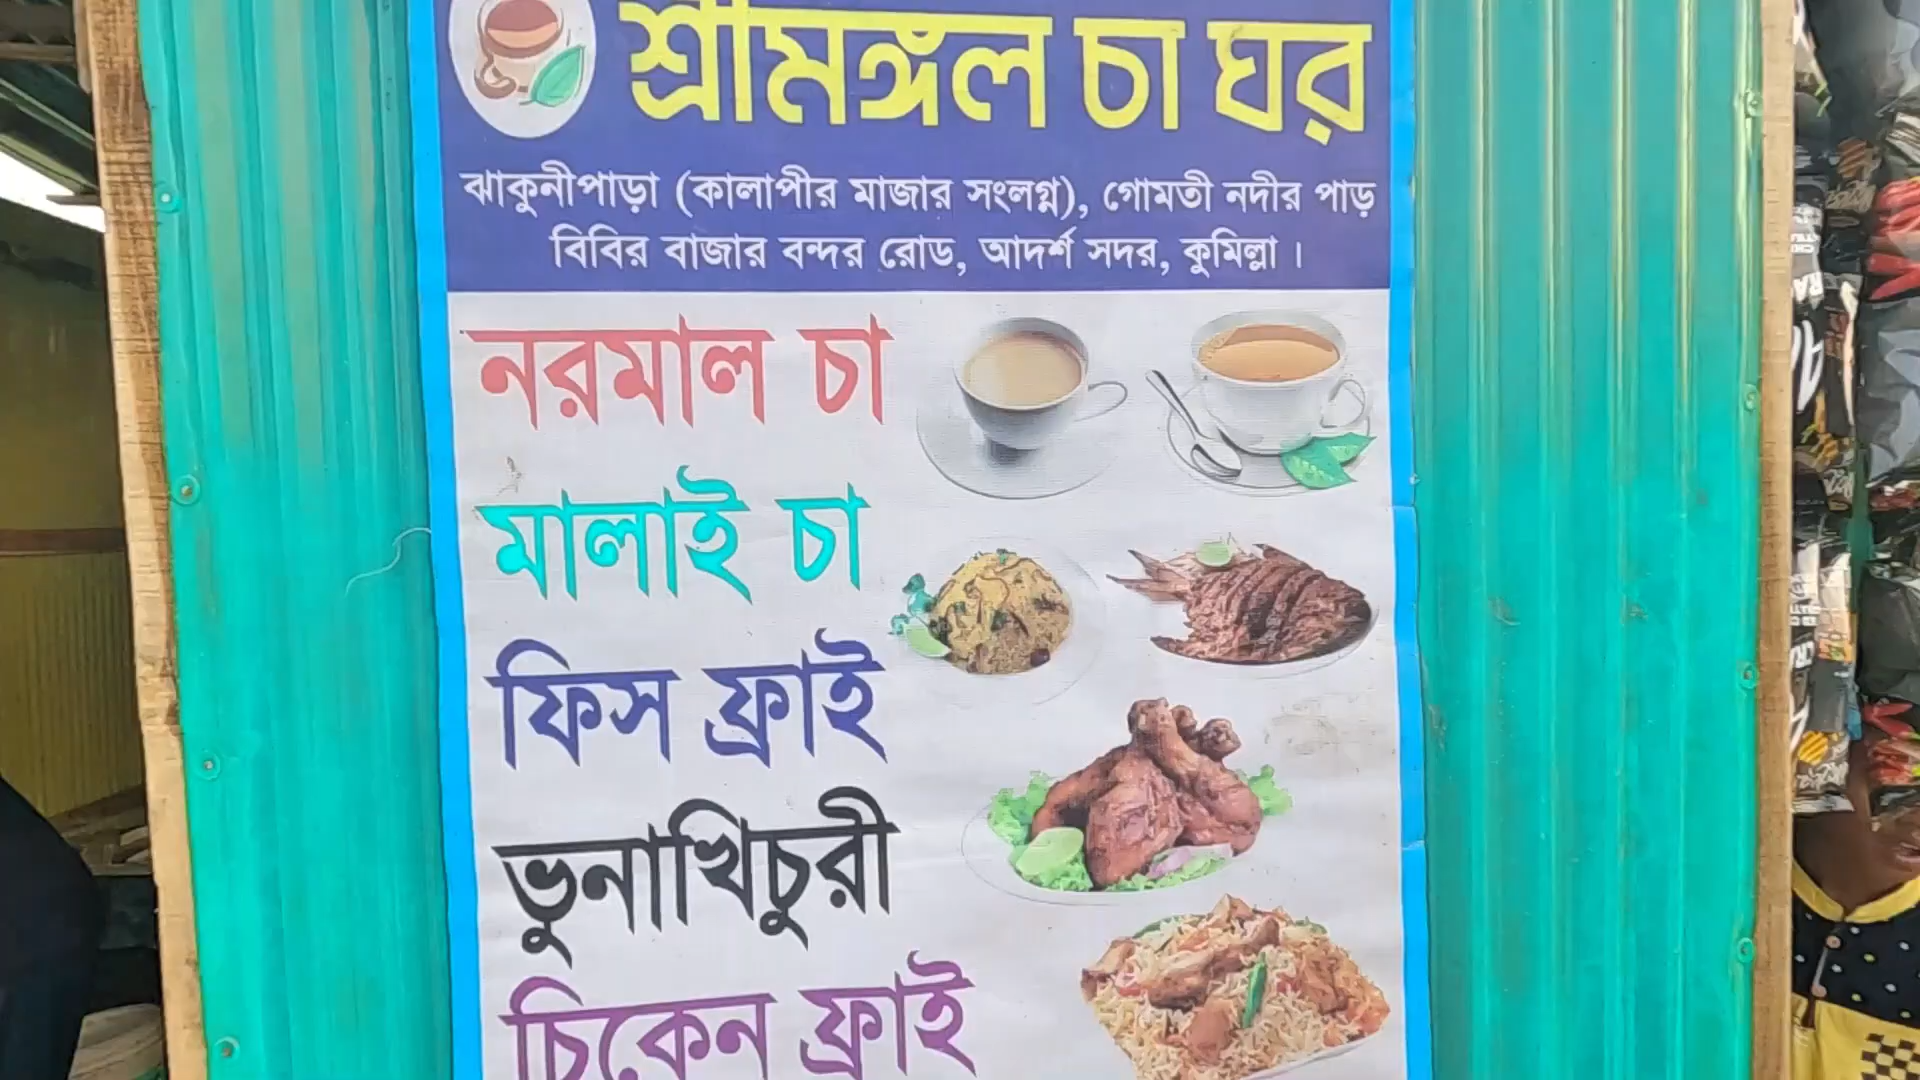 শ্রীমঙ্গল চা ঘর
ঝাকুনীপাড়া (কালাপীর মাজার সংলগ্ন), গোমতী নদীর পাড়
বিবির বাজার বন্দর রোড, আদর্শ সদর, কুমিল্লা।
নরমাল চা
মালাই চা
ফিস ফ্রাই
ভুনাখিচুরী
চিকেন ফ্রাই